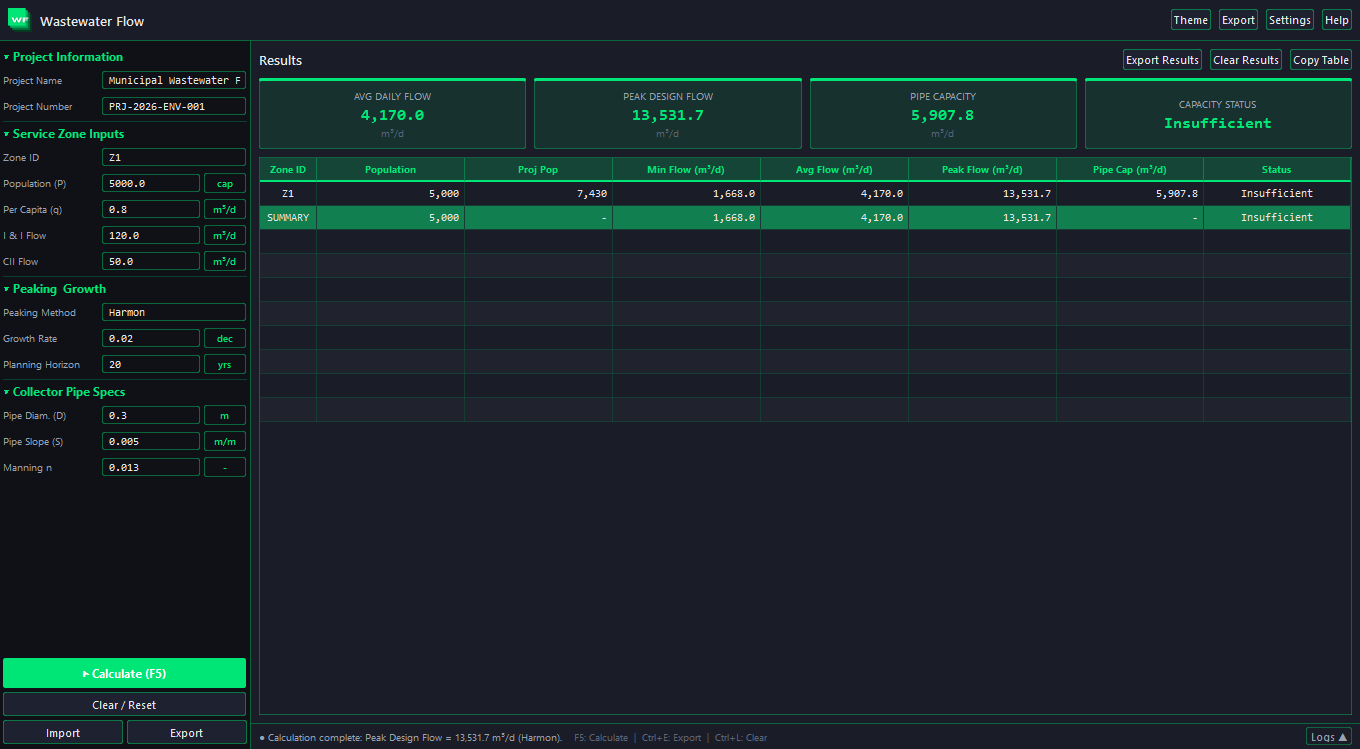 WF Wastewater Flow
Theme Export Settings Help
▾ Project Information
Project Name Municipal Wastewater F
Project Number PRJ-2026-ENV-001
▾ Service Zone Inputs
Zone ID Z1
Population (P) 5000.0 cap
Per Capita (q) 0.8 m³/d
I & I Flow 120.0 m³/d
CII Flow 50.0 m³/d
▾ Peaking Growth
Peaking Method Harmon
Growth Rate 0.02 dec
Planning Horizon 20 yrs
▾ Collector Pipe Specs
Pipe Diam. (D) 0.3 m
Pipe Slope (S) 0.005 m/m
Manning n 0.013 -
▸ Calculate (F5)
Clear / Reset
Import Export
Results
Export Results Clear Results Copy Table
AVG DAILY FLOW
4,170.0
m³/d
PEAK DESIGN FLOW
13,531.7
m³/d
PIPE CAPACITY
5,907.8
m³/d
CAPACITY STATUS
Insufficient
Zone ID Population Proj Pop Min Flow (m³/d) Avg Flow (m³/d) Peak Flow (m³/d) Pipe Cap (m³/d) Status
Z1 5,000 7,430 1,668.0 4,170.0 13,531.7 5,907.8 Insufficient
SUMMARY 5,000 - 1,668.0 4,170.0 13,531.7 - Insufficient
● Calculation complete: Peak Design Flow = 13,531.7 m³/d (Harmon). F5: Calculate | Ctrl+E: Export | Ctrl+L: Clear
Logs ▲